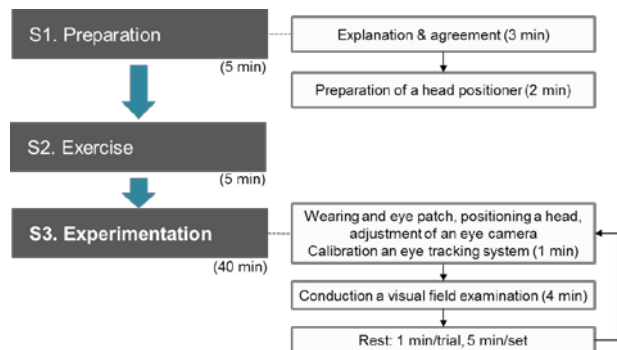 S1. Preparation
(5 min)
Explanation & agreement (3 min)
Preparation of a head positioner (2 min)
S2. Exercise
(5 min)
S3. Experimentation
(40 min)
Wearing and eye patch, positioning a head,
adjustment of an eye camera
Calibration an eye tracking system (1 min)
Conduction a visual field examination (4 min)
Rest: 1 min/trial, 5 min/set